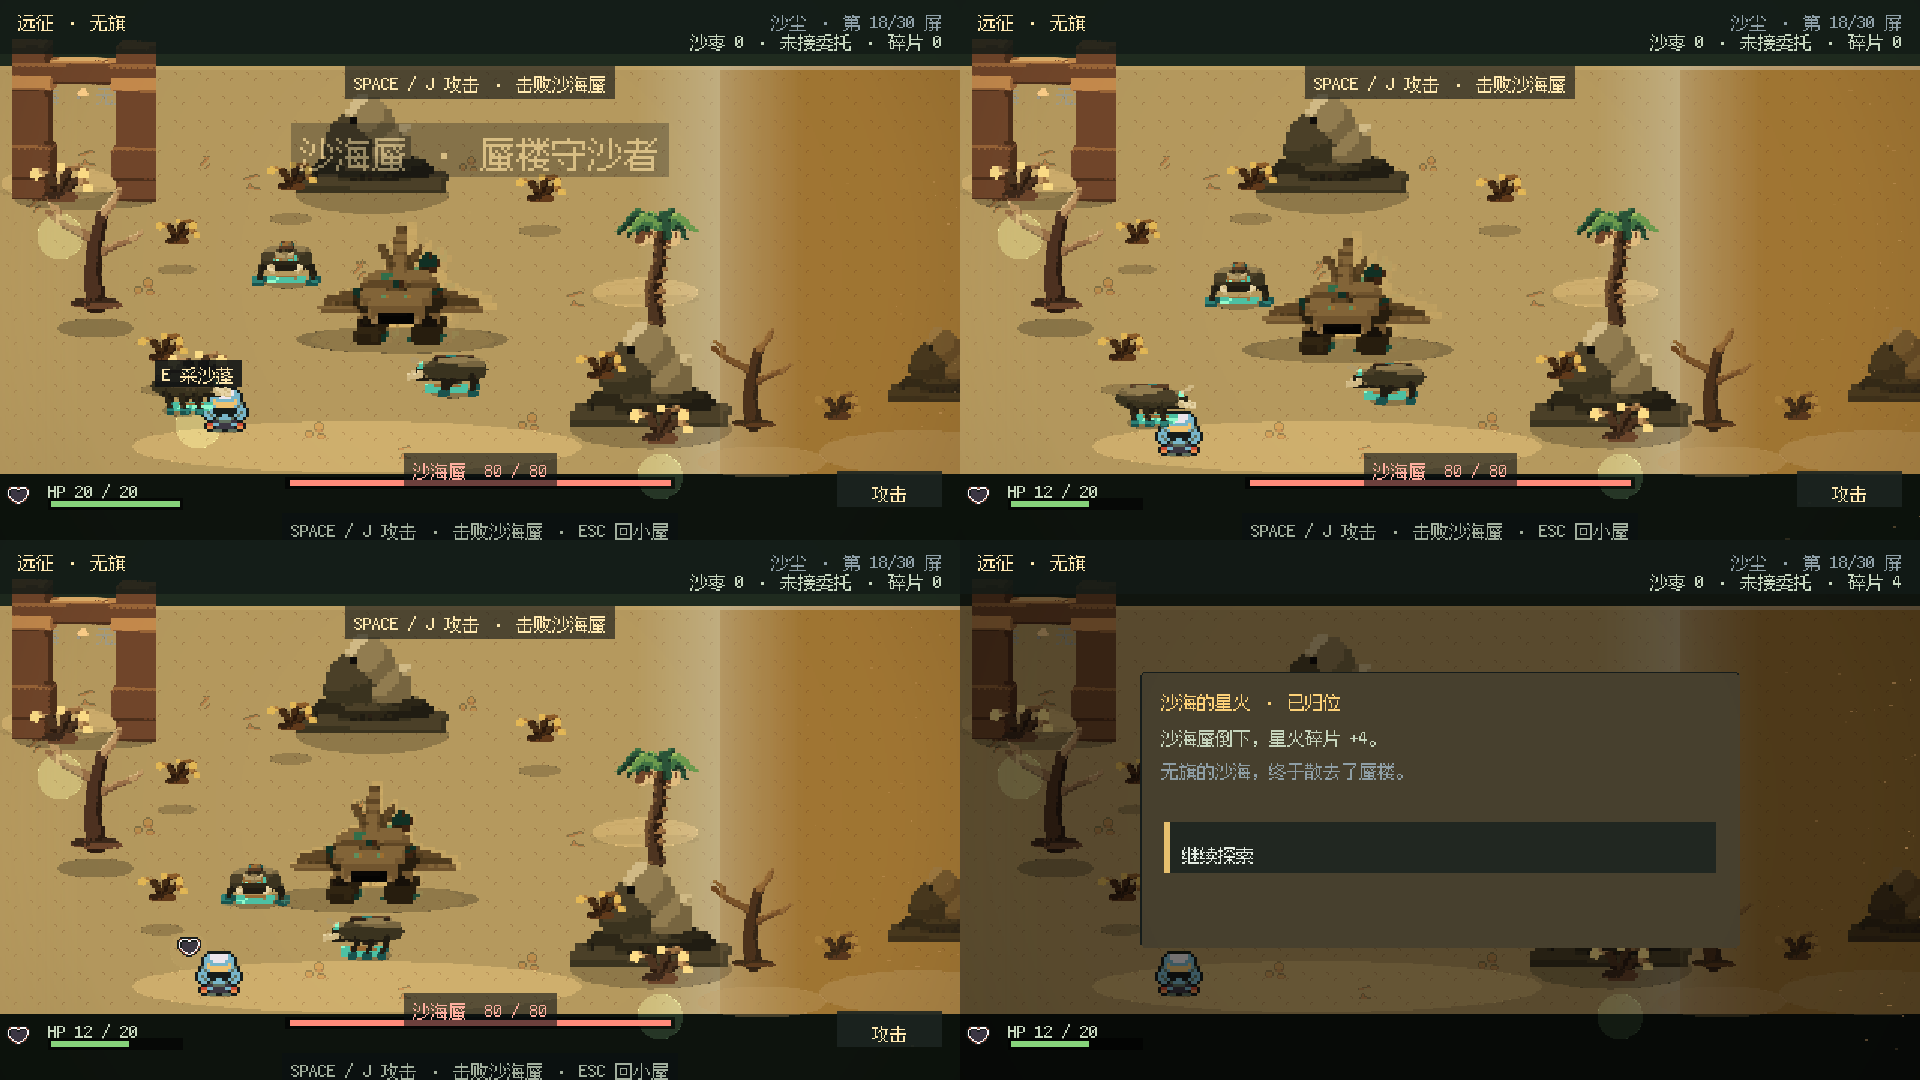 远征 · 无旗
沙尘 · 第 18/30 屏
沙枣 0 · 未接委托 · 碎片 0
SPACE / J 攻击 · 击败沙海蜃
沙海蜃 · 蜃楼守沙者
E 采沙蓬
沙海蜃 80 / 80
HP 20 / 20
攻击
SPACE / J 攻击 · 击败沙海蜃 · ESC 回小屋
远征 · 无旗
沙尘 · 第 18/30 屏
沙枣 0 · 未接委托 · 碎片 0
SPACE / J 攻击 · 击败沙海蜃
沙海蜃 80 / 80
HP 12 / 20
攻击
SPACE / J 攻击 · 击败沙海蜃 · ESC 回小屋
远征 · 无旗
沙尘 · 第 18/30 屏
沙枣 0 · 未接委托 · 碎片 0
SPACE / J 攻击 · 击败沙海蜃
沙海蜃 80 / 80
HP 12 / 20
攻击
SPACE / J 攻击 · 击败沙海蜃 · ESC 回小屋
远征 · 无旗
沙尘 · 第 18/30 屏
沙枣 0 · 未接委托 · 碎片 4
沙海的星火 · 已归位
沙海蜃倒下，星火碎片 +4。
无旗的沙海，终于散去了蜃楼。
继续探索
HP 12 / 20